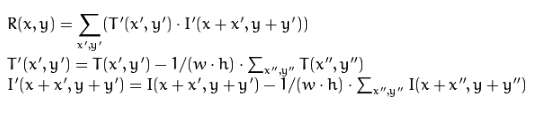 R(x, y) = ∑_{x',y'} (T'(x', y') · I'(x + x', y + y'))
T'(x', y') = T(x', y') − 1/(w · h) · ∑_{x'',y''} T(x'', y'')
I'(x + x', y + y') = I(x + x', y + y') − 1/(w · h) · ∑_{x'',y''} I(x + x'', y + y'')